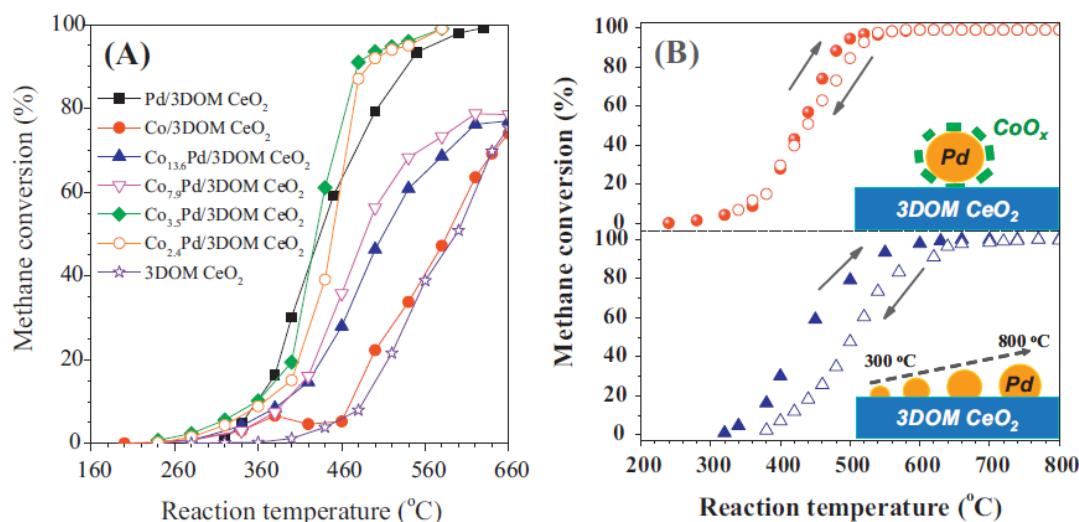 (A)
Methane conversion (%)
100
80
60
40
20
0
Pd/3DOM CeO₂
Co/3DOM CeO₂
Co₁₃.₆Pd/3DOM CeO₂
Co₇.₉Pd/3DOM CeO₂
Co₃.₅Pd/3DOM CeO₂
Co₂.₄Pd/3DOM CeO₂
3DOM CeO₂
160 260 360 460 560 660
Reaction temperature (°C)
(B)
Methane conversion (%)
100
80
60
40
20
0
CoOₓ
Pd
3DOM CeO₂
100
80
60
40
20
0
300 °C
800 °C
Pd
3DOM CeO₂
200 300 400 500 600 700 800
Reaction temperature (°C)